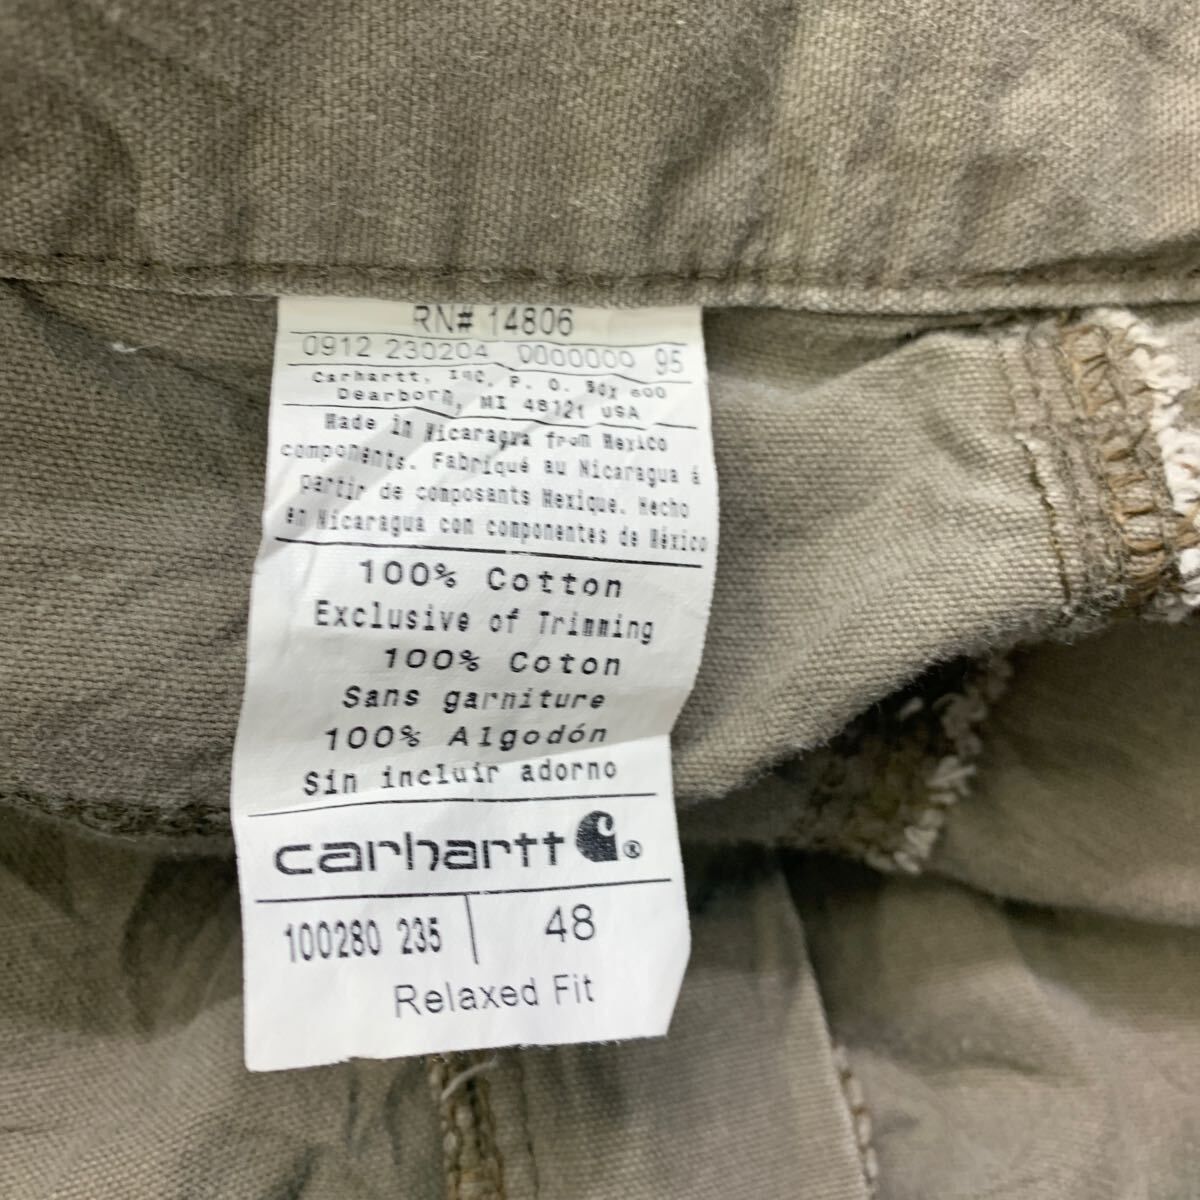 RN# 14806
0912 230204 0000000 95
Carhartt, Inc. P. O. Box 600
Dearborn, MI 48121 USA
Made in Nicaragua from Mexico
components. Fabriqué au Nicaragua á
partir de composants Mexique. Hecho
en Nicaragua con componentes de México
100% Cotton
Exclusive of Trimming
100% Coton
Sans garniture
100% Algodón
Sin incluir adorno
carhartt ®
100280 235 | 48
Relaxed Fit